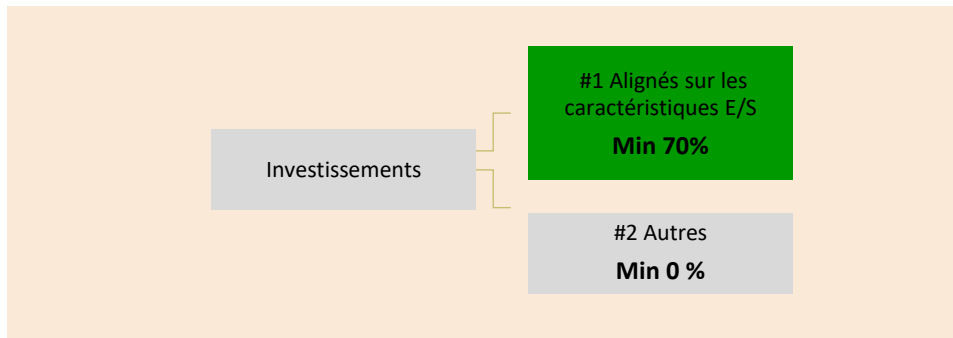 Investissements
#1 Alignés sur les
caractéristiques E/S
Min 70%
#2 Autres
Min 0 %